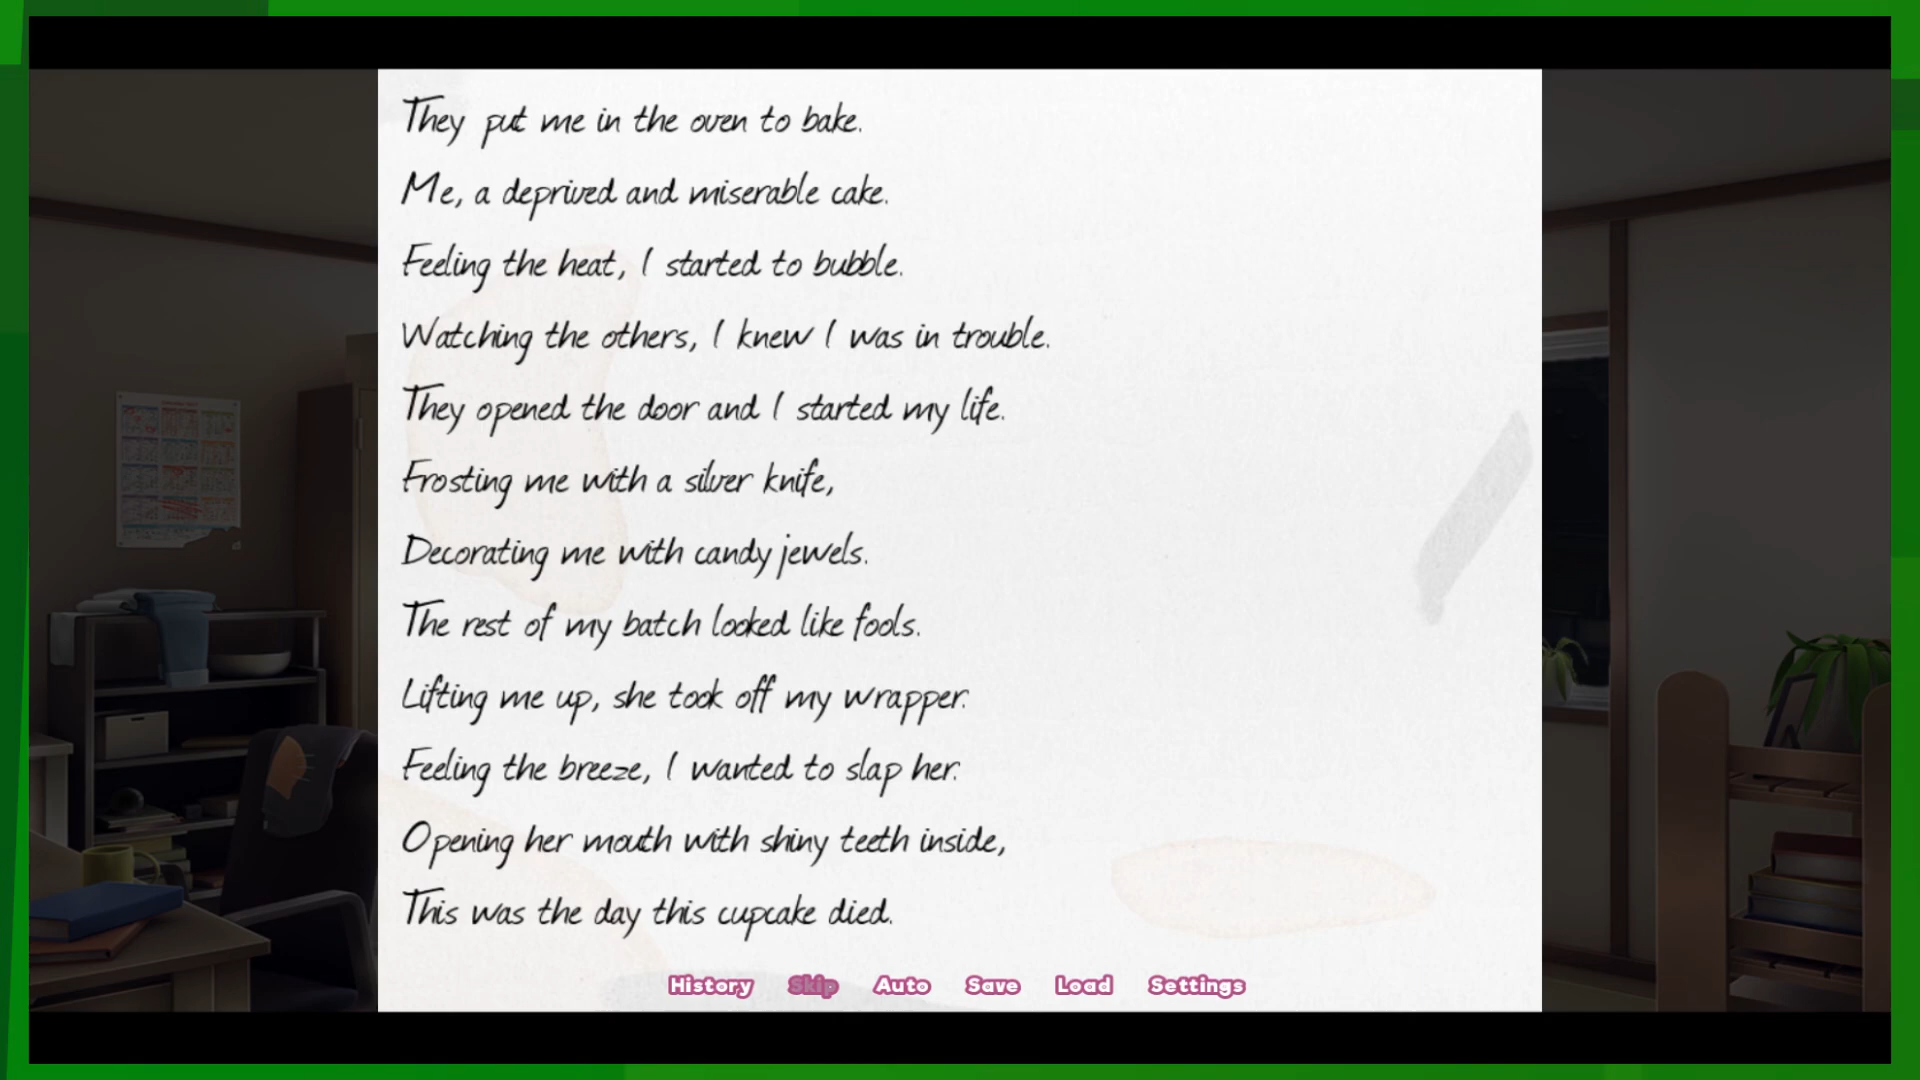 They put me in the oven to bake.
Me, a deprived and miserable cake.
Feeling the heat, I started to bubble.
Watching the others, I knew I was in trouble.
They opened the door and I started my life.
Frosting me with a silver knife,
Decorating me with candy jewels.
The rest of my batch looked like fools.
Lifting me up, she took off my wrapper.
Feeling the breeze, I wanted to slap her.
Opening her mouth with shiny teeth inside,
This was the day this cupcake died.
History Skip Auto Save Load Settings